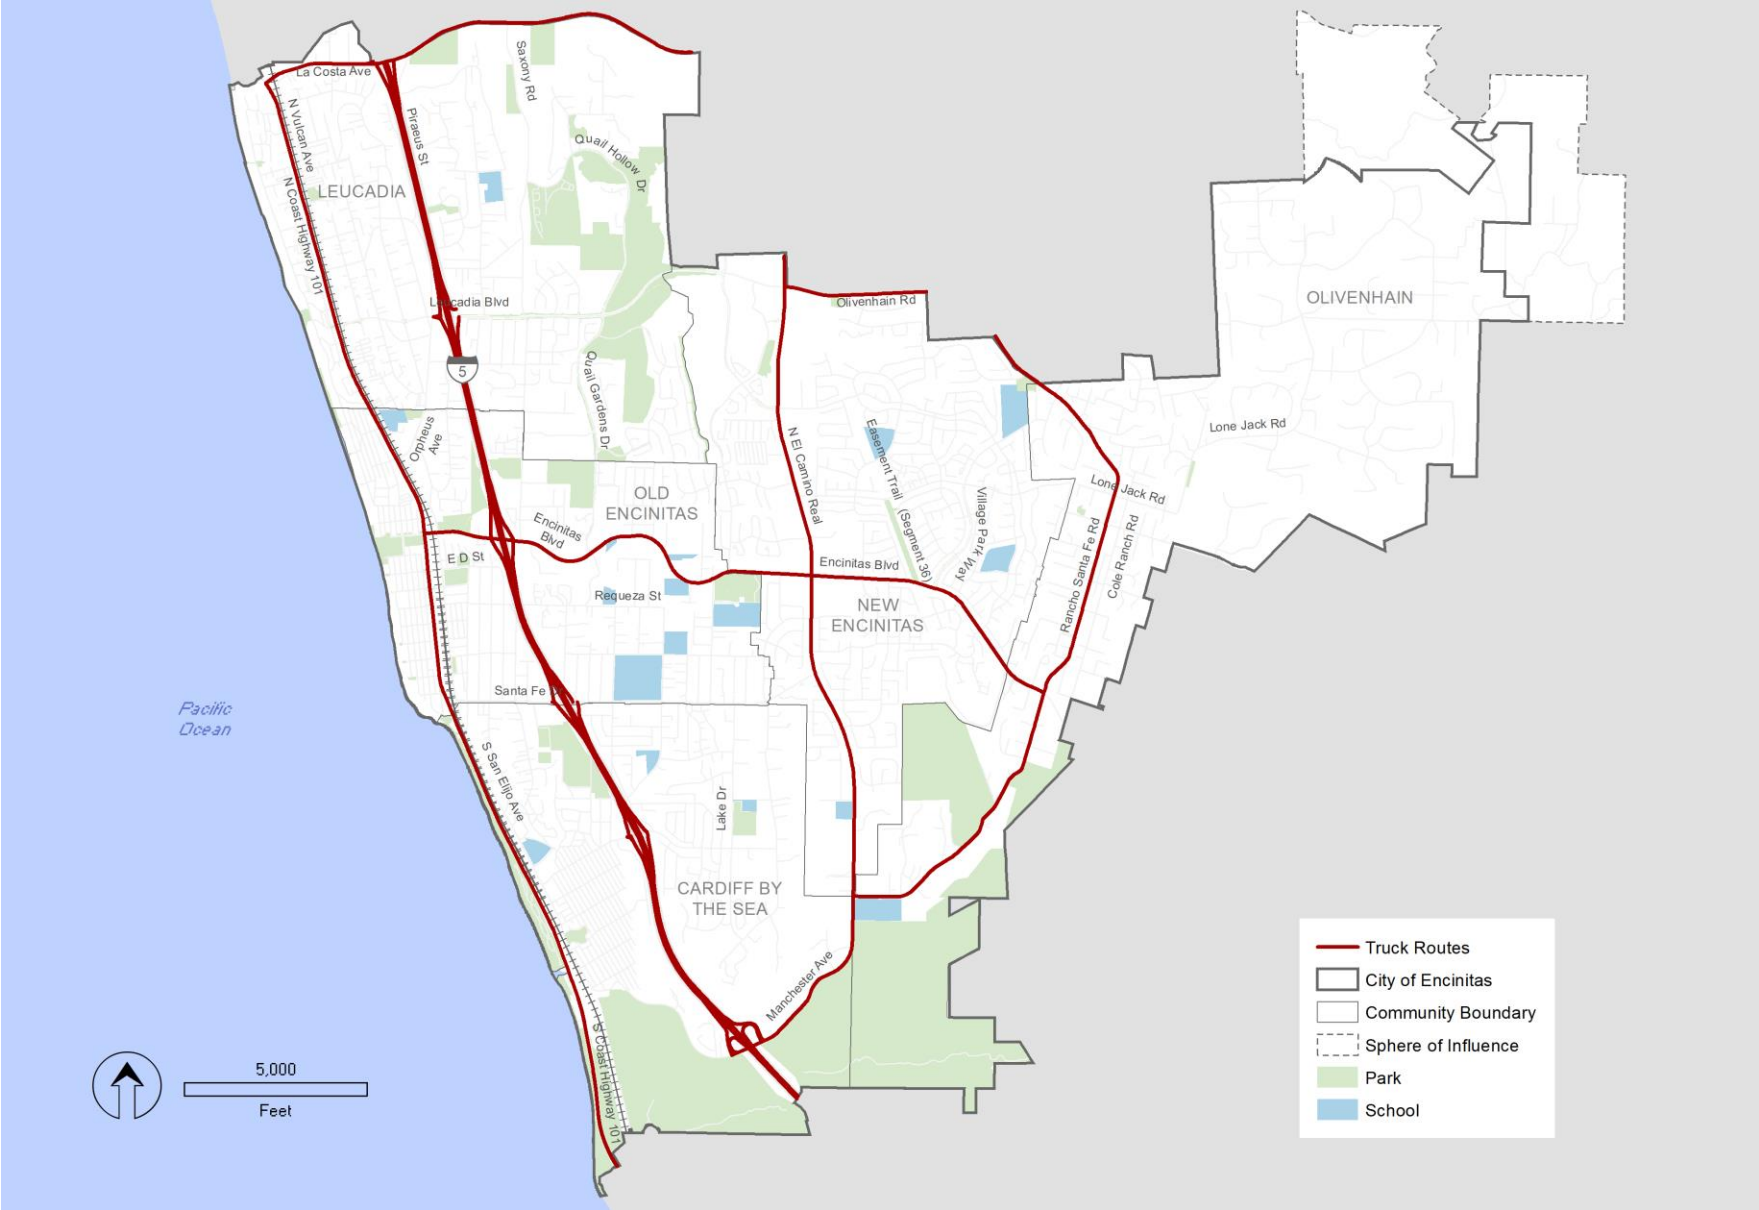 La Costa Ave
Saxony Rd
N Vulcan Ave
Piraeus St
Quail Hollow Dr
LEUCADIA
N Coast Highway 101
Leucadia Blvd
Olivenhain Rd
OLIVENHAIN
5
Quail Gardens Dr
Orpheus
Ave
N El Camino Real
Easement Trail (Segment 36)
Lone Jack Rd
Lone Jack Rd
Village Park Way
OLD
ENCINITAS
Encinitas
Blvd
E D St
Encinitas Blvd
Rancho Santa Fe Rd
Cole Ranch Rd
Requeza St
NEW
ENCINITAS
Santa Fe
Pacific
Ocean
S San Elijo Ave
Lake Dr
CARDIFF BY
THE SEA
Manchester Ave
S Coast Highway 101
5,000
Feet
Truck Routes
City of Encinitas
Community Boundary
Sphere of Influence
Park
School